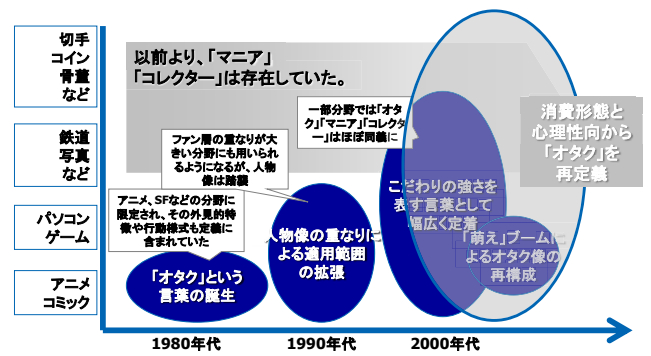 切手
コイン
骨董
など
鉄道
写真
など
パソコン
ゲーム
アニメ
コミック
以前より、「マニア」
「コレクター」は存在していた。
一部分野では「オタ
ク」「マニア」「コレクタ
ー」はほぼ同義に
ファン層の重なりが大
きい分野にも用いられ
るようになるが、人物
像は踏襲
アニメ、SFなどの分野に
限定され、その外見的特
徴や行動様式も定義に
含まれていた
「オタク」という
言葉の誕生
人物像の重なりに
よる適用範囲
の拡張
こだわりの強さを
表す言葉として
幅広く定着
「萌え」ブームに
よるオタク像の
再構成
消費形態と
心理性向から
「オタク」を
再定義
1980年代
1990年代
2000年代